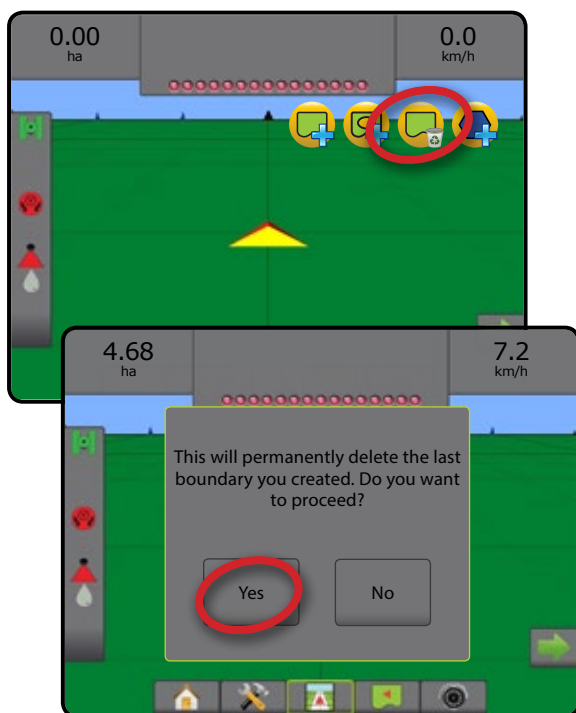 0.00
ha
0.0
km/h
4.68
ha
7.2
km/h
This will permanently delete the last
boundary you created. Do you want
to proceed?
Yes
No